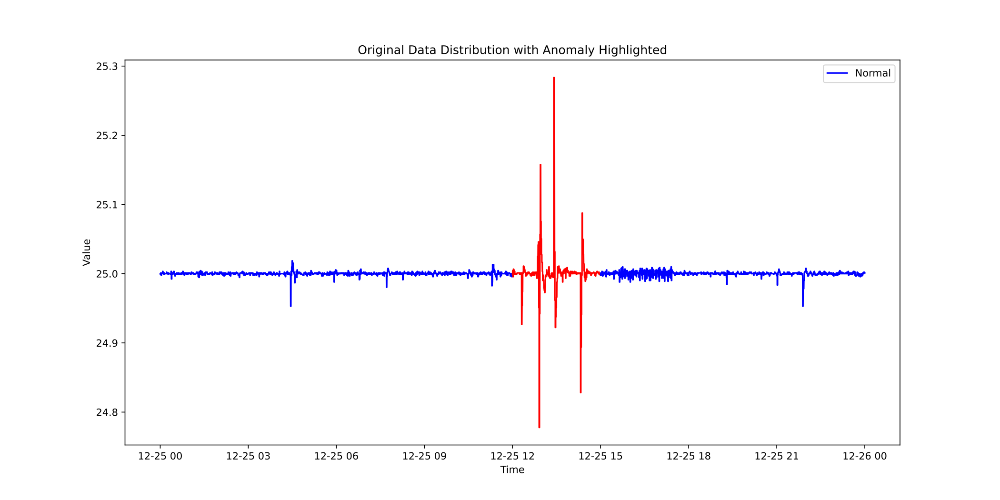 Original Data Distribution with Anomaly Highlighted
Normal
25.3
25.2
25.1
25.0
24.9
24.8
Value
12-25 00 12-25 03 12-25 06 12-25 09 12-25 12 12-25 15 12-25 18 12-25 21 12-26 00
Time